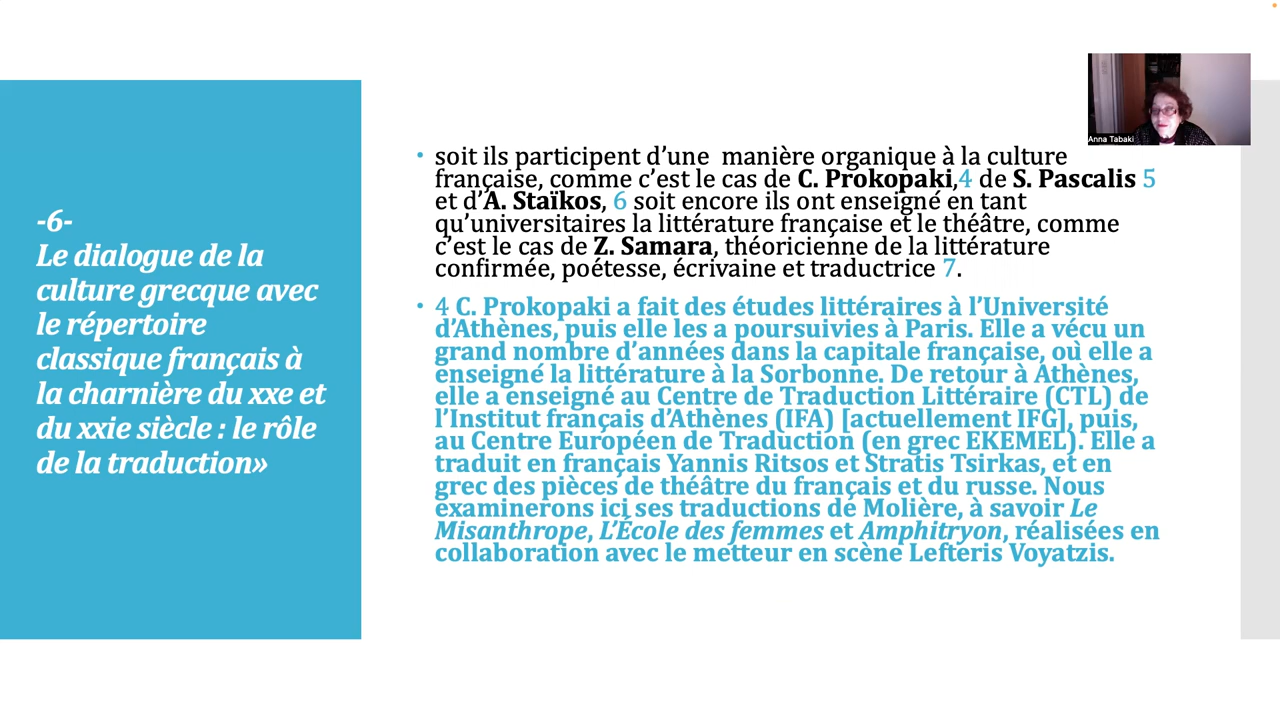 -6-
Le dialogue de la
culture grecque avec
le répertoire
classique français à
la charnière du xxe et
du xxie siècle : le rôle
de la traduction»
Anna Tabaki
• soit ils participent d’une manière organique à la culture
française, comme c’est le cas de C. Prokopaki,4 de S. Pascalis 5
et d’A. Staïkos, 6 soit encore ils ont enseigné en tant
qu’universitaires la littérature française et le théâtre, comme
c’est le cas de Z. Samara, théoricienne de la littérature
confirmée, poétesse, écrivaine et traductrice 7.
• 4 C. Prokopaki a fait des études littéraires à l’Université
d’Athènes, puis elle les a poursuivies à Paris. Elle a vécu un
grand nombre d’années dans la capitale française, où elle a
enseigné la littérature à la Sorbonne. De retour à Athènes,
elle a enseigné au Centre de Traduction Littéraire (CTL) de
l’Institut français d’Athènes (IFA) [actuellement IFG], puis,
au Centre Européen de Traduction (en grec EKEMEL). Elle a
traduit en français Yannis Ritsos et Stratis Tsirkas, et en
grec des pièces de théâtre du français et du russe. Nous
examinerons ici ses traductions de Molière, à savoir Le
Misanthrope, L’École des femmes et Amphitryon, réalisées en
collaboration avec le metteur en scène Lefteris Voyatzis.